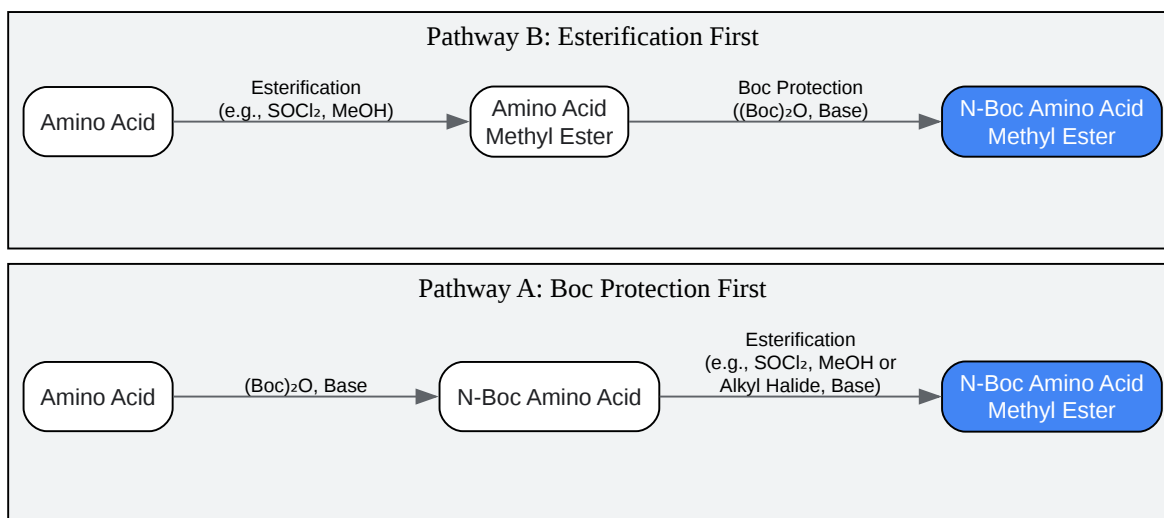 Pathway B: Esterification First
Amino Acid
Esterification
(e.g., SOCl₂, MeOH)
Amino Acid
Methyl Ester
Boc Protection
((Boc)₂O, Base)
N-Boc Amino Acid
Methyl Ester
Pathway A: Boc Protection First
Amino Acid
(Boc)₂O, Base
N-Boc Amino Acid
Esterification
(e.g., SOCl₂, MeOH or
Alkyl Halide, Base)
N-Boc Amino Acid
Methyl Ester